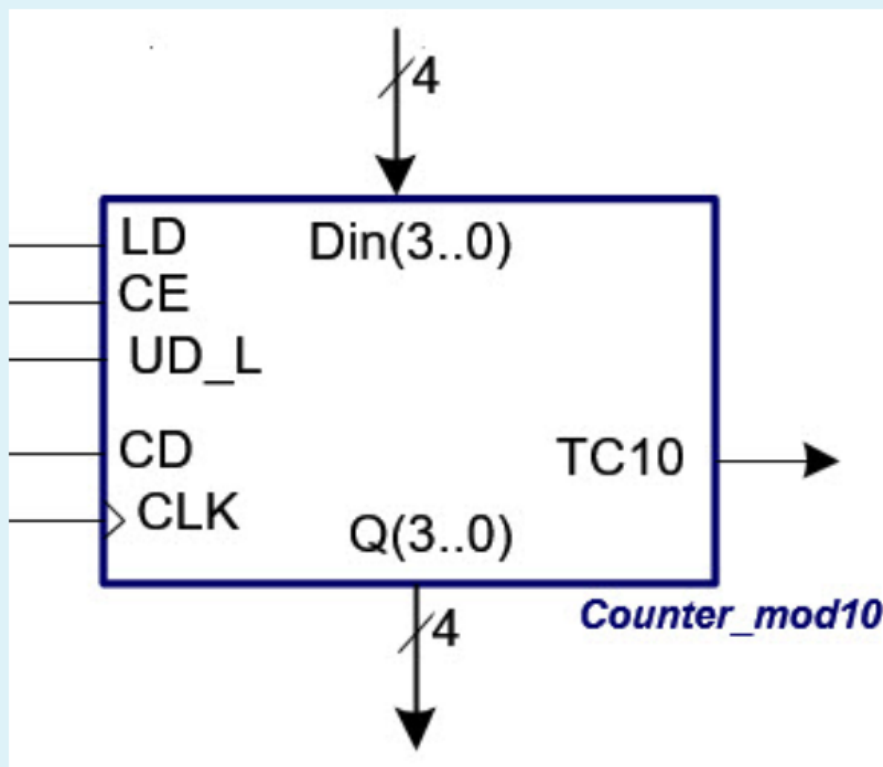 4
LD
Din(3..0)
CE
UD_L
CD
TC10
CLK
Q(3..0)
Counter_mod10
4